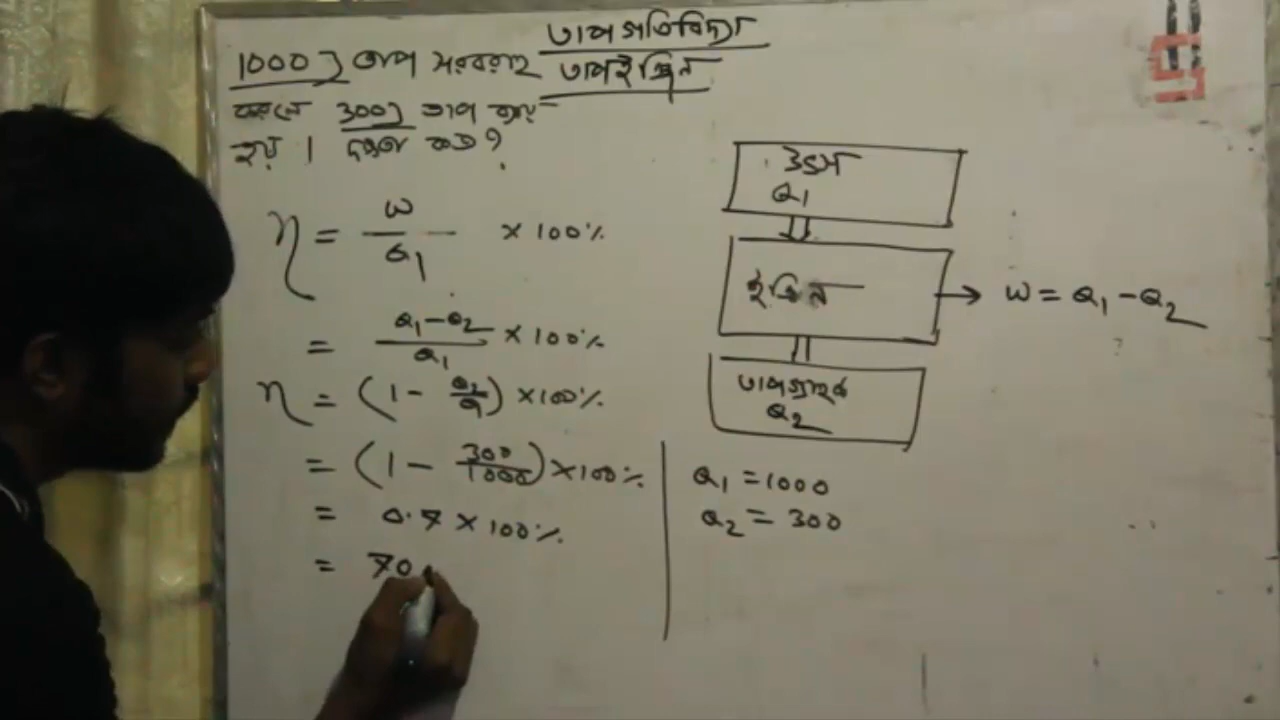 তাপগতিবিদ্যা
তাপইঞ্জিন
1000J তাপ সরবরাহ
করলে 300J তাপ ব্যয়
হয় । দক্ষতা কত ?
η = W/Q₁ × 100%
= Q₁-Q₂/Q₁ × 100%
η = (1 - Q₂/Q₁) × 100%
= (1 - 300/1000) × 100%
= 0.7 × 100%
= 70
উৎস
Q₁
ইঞ্জিন
→ W = Q₁ - Q₂
তাপগ্রাহক
Q₂
Q₁ = 1000
Q₂ = 300